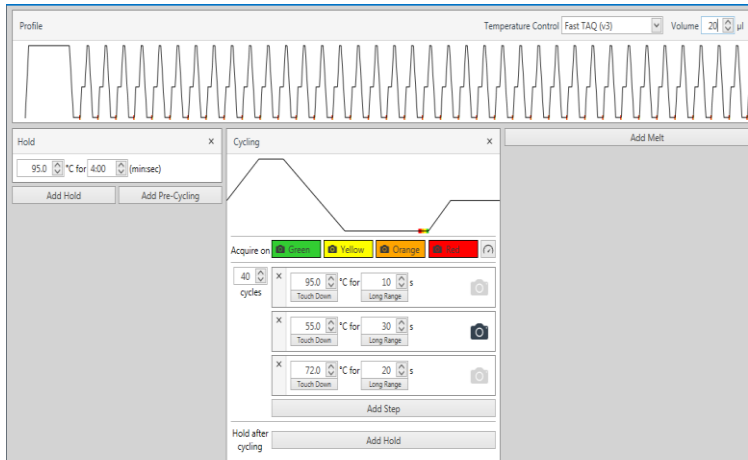 Profile
Temperature Control Fast TAQ (v3) Volume 20 µl
Hold x
95.0 °C for 4:00 (min:sec)
Add Hold Add Pre-Cycling
Cycling x
Acquire on Green Yellow Orange Red
40 cycles
x 95.0 °C for 10 s
Touch Down Long Range
x 55.0 °C for 30 s
Touch Down Long Range
x 72.0 °C for 20 s
Touch Down Long Range
Add Step
Hold after cycling Add Hold
Add Melt